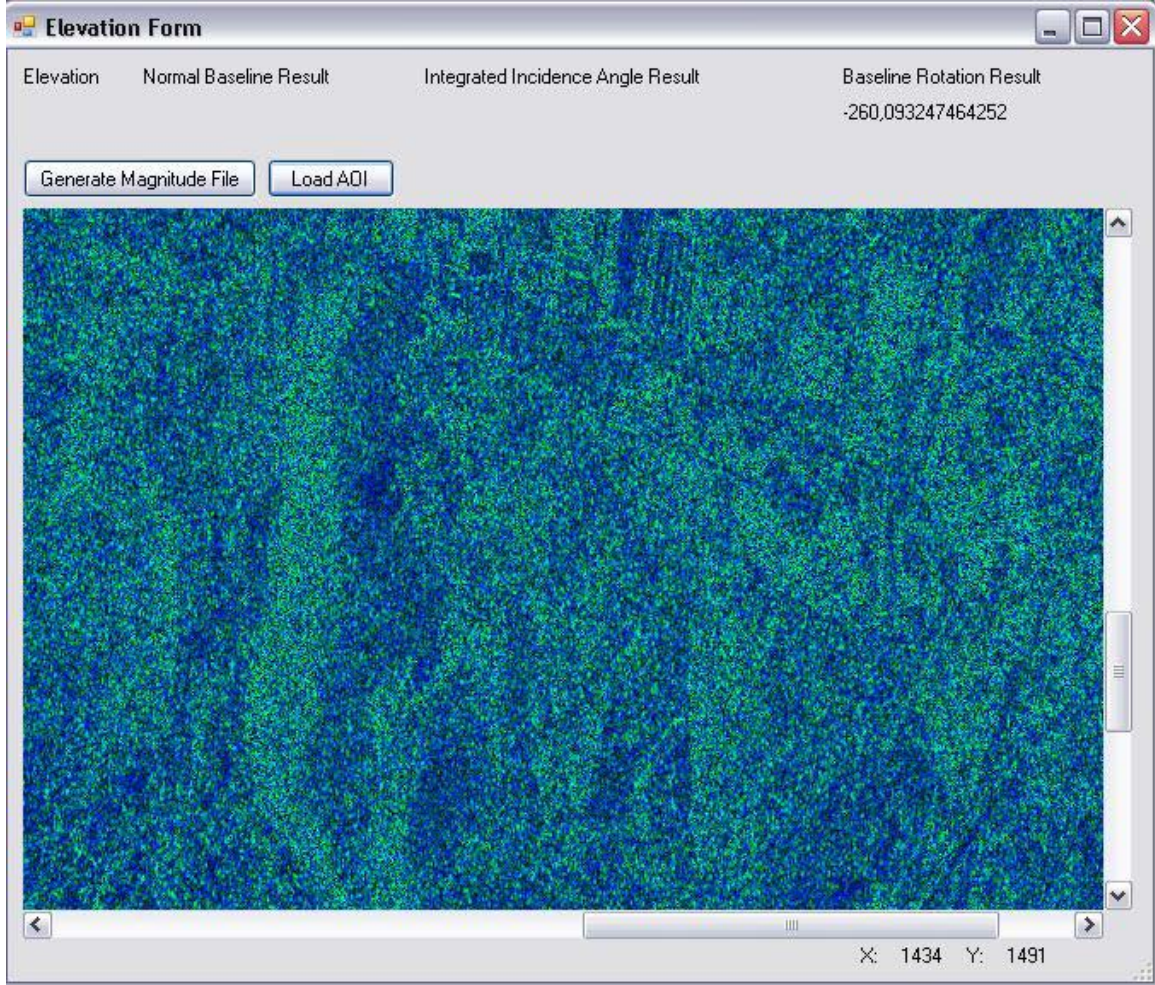 Elevation Form
Elevation Normal Baseline Result Integrated Incidence Angle Result Baseline Rotation Result
-260,093247464252
Generate Magnitude File Load AOI
X: 1434 Y: 1491